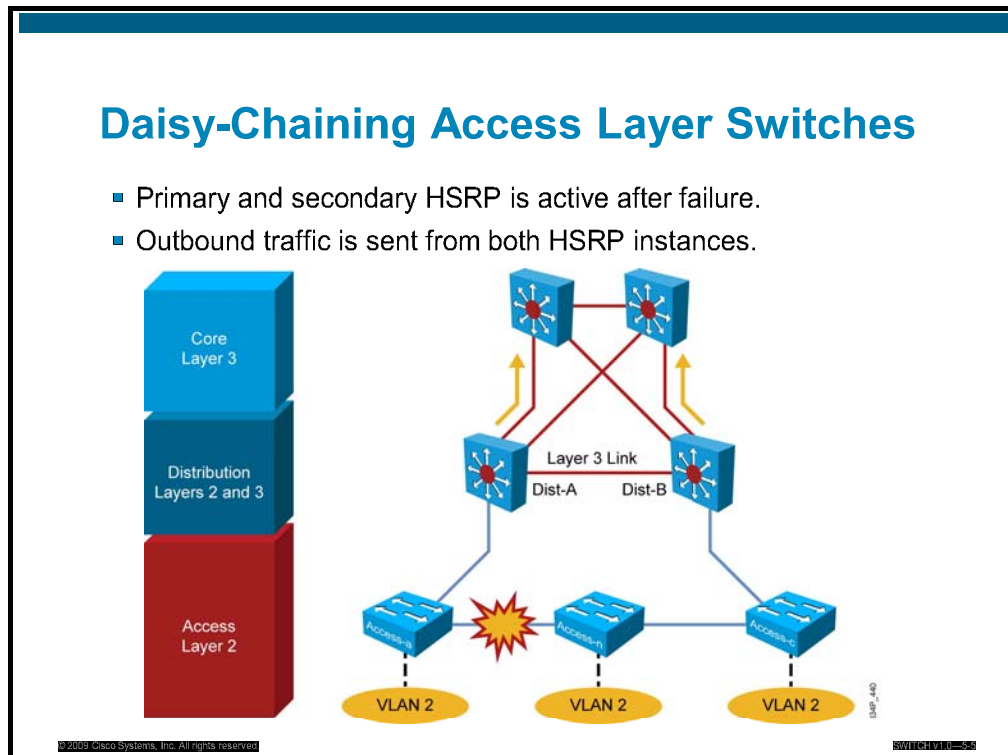 Daisy-Chaining Access Layer Switches
Primary and secondary HSRP is active after failure.
Outbound traffic is sent from both HSRP instances.
Core
Layer 3
Distribution
Layers 2 and 3
Access
Layer 2
Layer 3 Link
Dist-A
Dist-B
Access-a
Access-n
Access-c
VLAN 2
VLAN 2
VLAN 2
I34P_440
© 2009 Cisco Systems, Inc. All rights reserved.
SWITCH v1.0—5-5